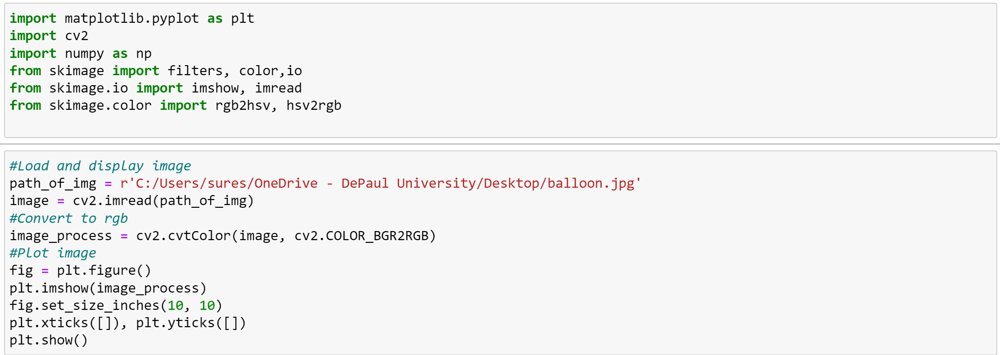 import matplotlib.pyplot as plt
import cv2
import numpy as np
from skimage import filters, color,io
from skimage.io import imshow, imread
from skimage.color import rgb2hsv, hsv2rgb
#Load and display image
path_of_img = r'C:/Users/sures/OneDrive - DePaul University/Desktop/balloon.jpg'
image = cv2.imread(path_of_img)
#Convert to rgb
image_process = cv2.cvtColor(image, cv2.COLOR_BGR2RGB)
#Plot image
fig = plt.figure()
plt.imshow(image_process)
fig.set_size_inches(10, 10)
plt.xticks([]), plt.yticks([])
plt.show()